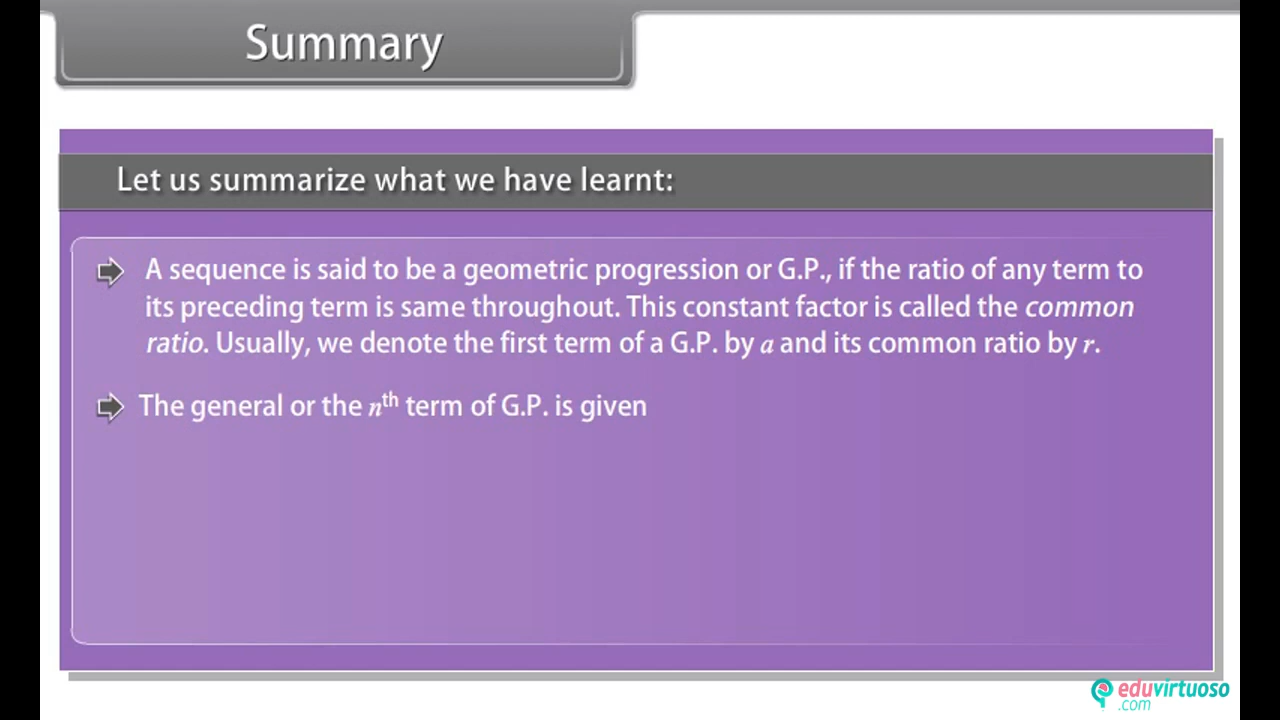 Summary
Let us summarize what we have learnt:
A sequence is said to be a geometric progression or G.P., if the ratio of any term to
its preceding term is same throughout. This constant factor is called the common
ratio. Usually, we denote the first term of a G.P. by a and its common ratio by r.
The general or the nth term of G.P. is given
eduvirtuoso
.com